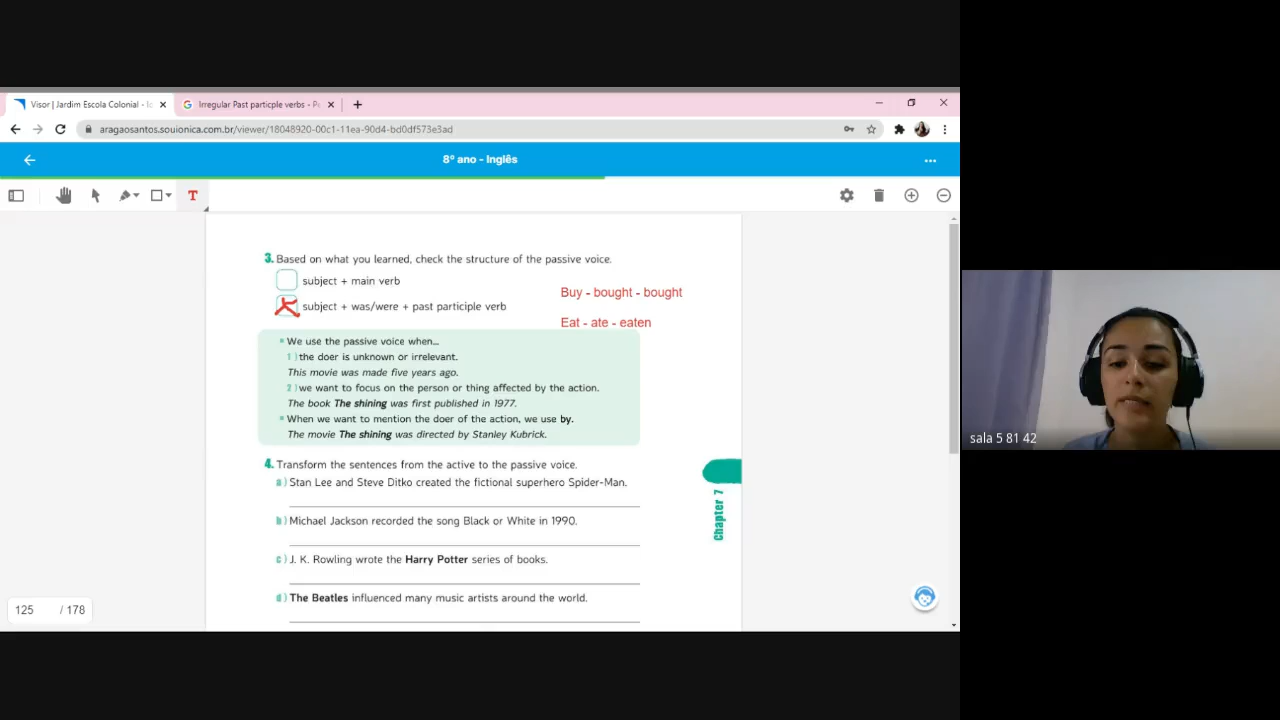 Visor | Jardim Escola Colonial - Io
Irregular Past particple verbs - Pe
aragaosantos.souionica.com.br/viewer/18048920-00c1-11ea-90d4-bd0df573e3ad
8º ano - Inglês
T
3. Based on what you learned, check the structure of the passive voice.
subject + main verb
subject + was/were + past participle verb
Buy - bought - bought
Eat - ate - eaten
We use the passive voice when...
1 ) the doer is unknown or irrelevant.
This movie was made five years ago.
2 ) we want to focus on the person or thing affected by the action.
The book The shining was first published in 1977.
When we want to mention the doer of the action, we use by.
The movie The shining was directed by Stanley Kubrick.
4. Transform the sentences from the active to the passive voice.
a ) Stan Lee and Steve Ditko created the fictional superhero Spider-Man.
b ) Michael Jackson recorded the song Black or White in 1990.
c ) J. K. Rowling wrote the Harry Potter series of books.
d ) The Beatles influenced many music artists around the world.
Chapter 7
125 / 178
sala 5 81 42